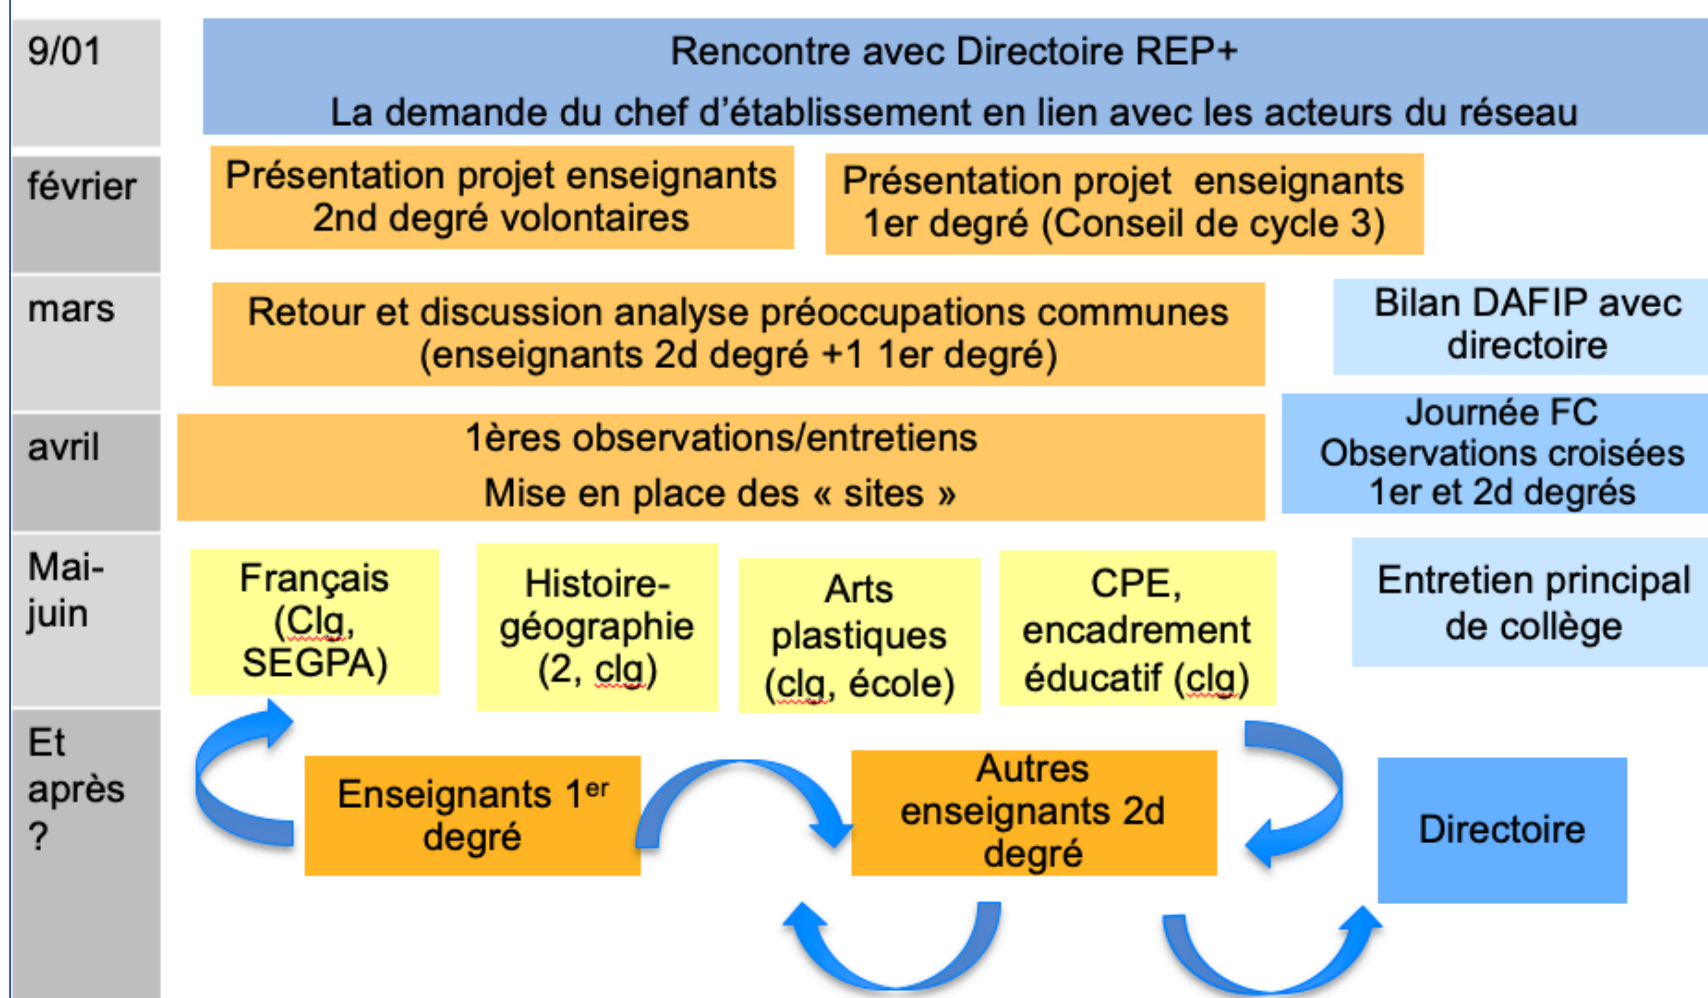 9/01
Rencontre avec Directoire REP+
La demande du chef d’établissement en lien avec les acteurs du réseau
février
Présentation projet enseignants
2nd degré volontaires
Présentation projet enseignants
1er degré (Conseil de cycle 3)
mars
Retour et discussion analyse préoccupations communes
(enseignants 2d degré +1 1er degré)
Bilan DAFIP avec
directoire
avril
1ères observations/entretiens
Mise en place des « sites »
Journée FC
Observations croisées
1er et 2d degrés
Mai-
juin
Français
(Clg,
SEGPA)
Histoire-
géographie
(2, clg)
Arts
plastiques
(clg, école)
CPE,
encadrement
éducatif (clg)
Entretien principal
de collège
Et
après
?
Enseignants 1er
degré
Autres
enseignants 2d
degré
Directoire